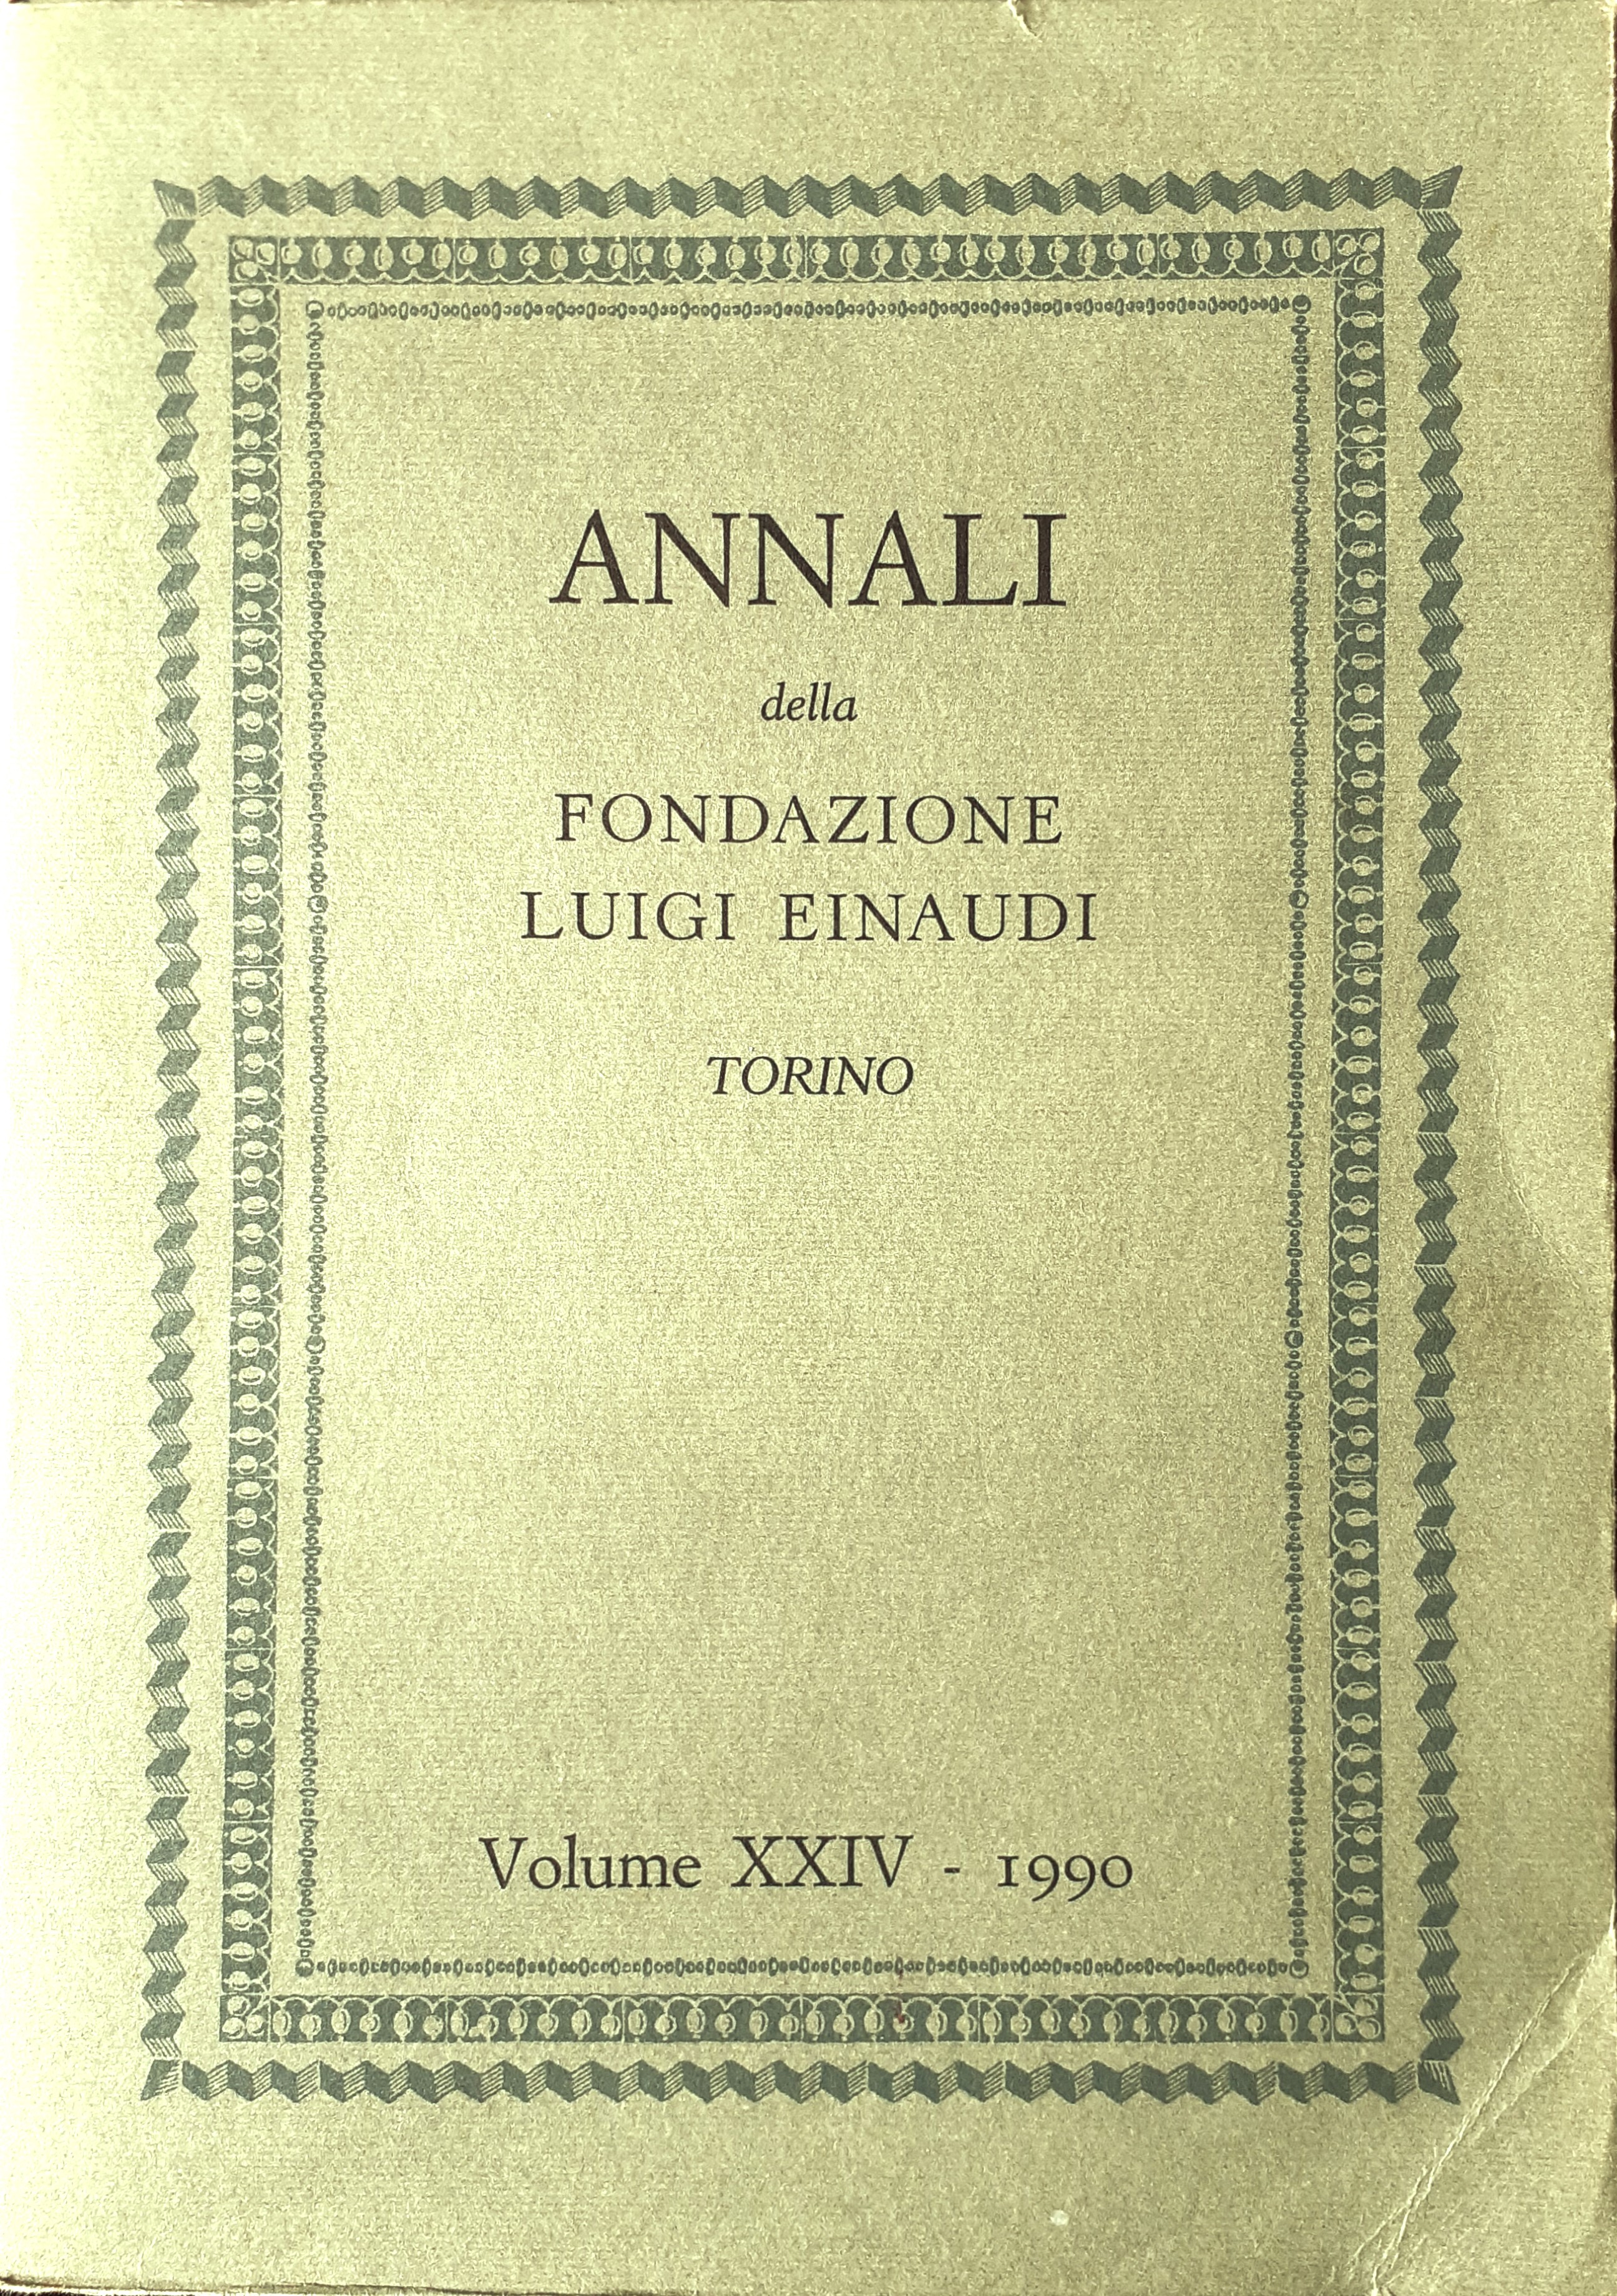 ANNALI
della
FONDAZIONE
LUIGI EINAUDI
TORINO
Volume XXIV - 1990